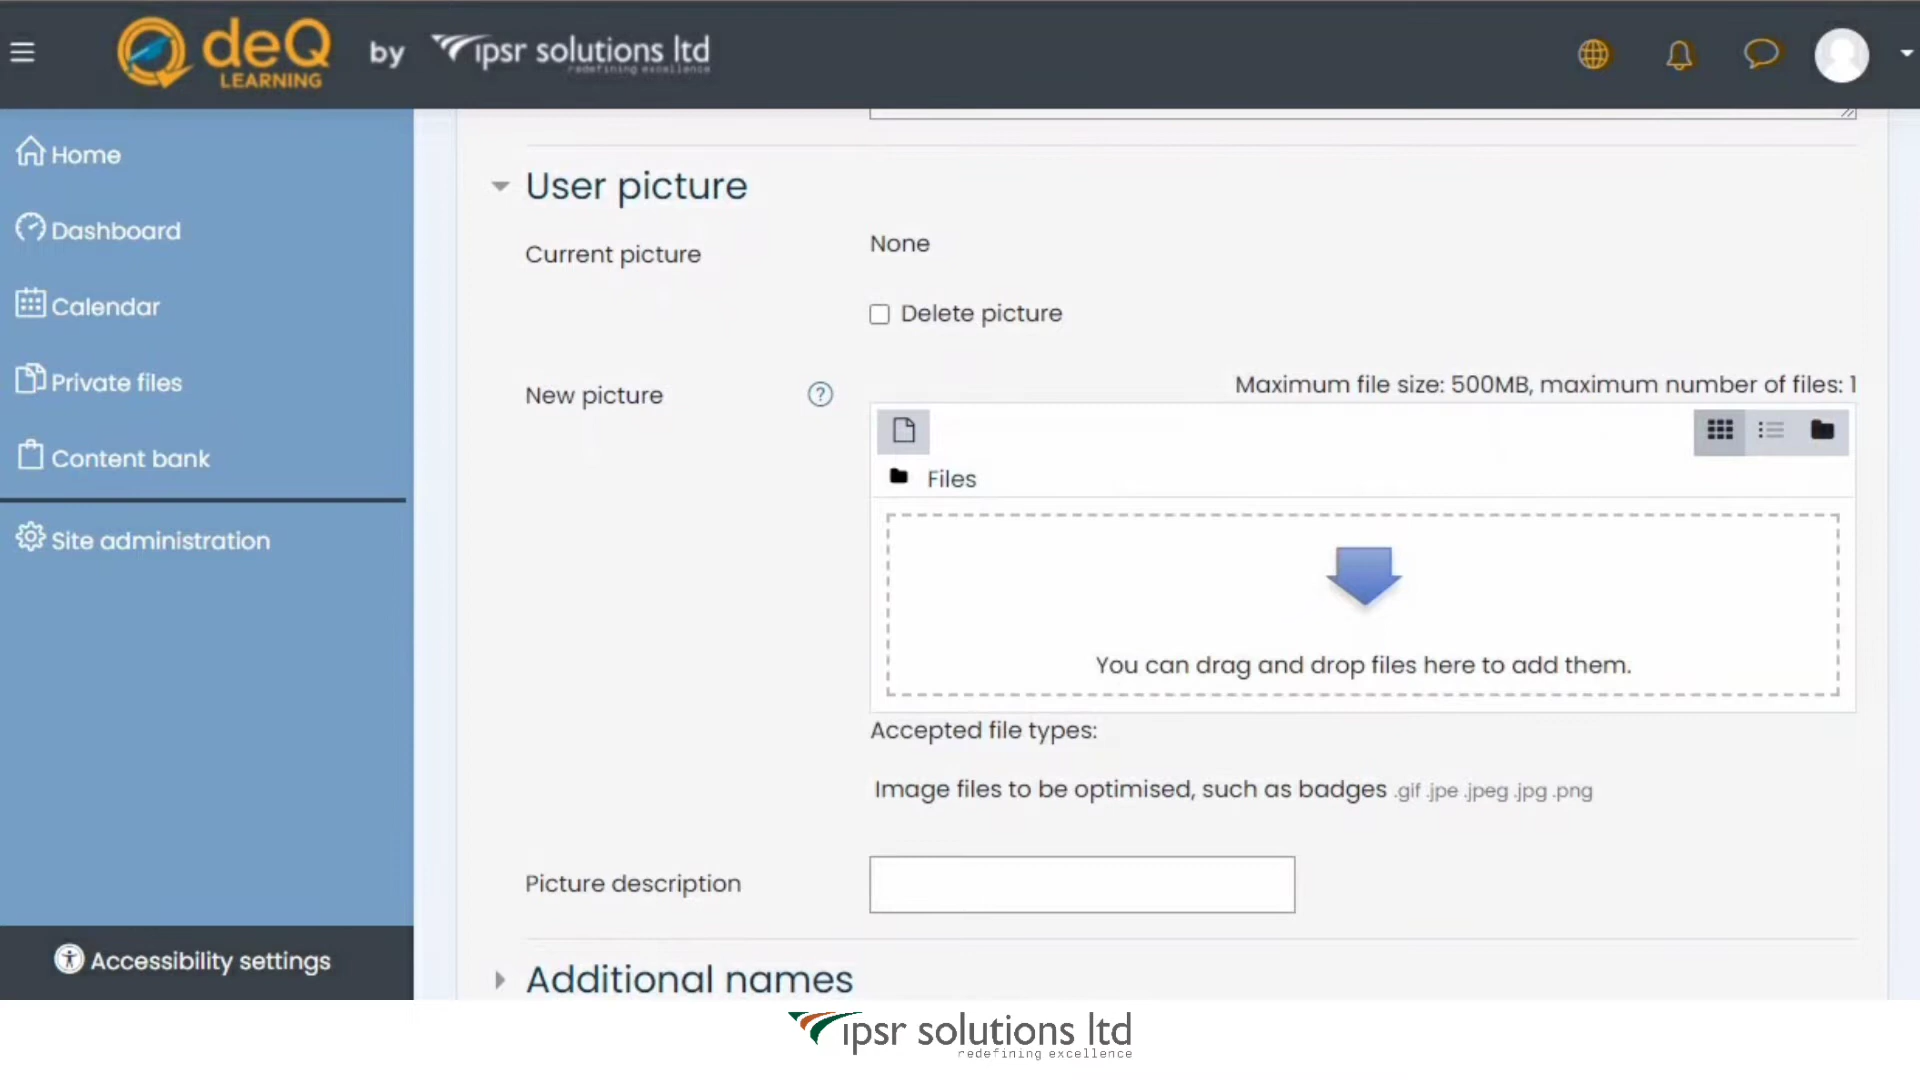 deQ
LEARNING
by
ipsr solutions ltd
redefining excellence
Home
Dashboard
Calendar
Private files
Content bank
Site administration
Accessibility settings
User picture
Current picture
None
Delete picture
New picture
Maximum file size: 500MB, maximum number of files: 1
Files
You can drag and drop files here to add them.
Accepted file types:
Image files to be optimised, such as badges .gif .jpe .jpeg .jpg .png
Picture description
Additional names
ipsr solutions ltd
redefining excellence